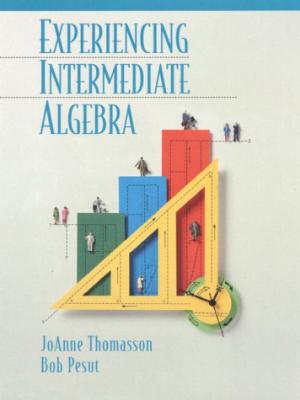 EXPERIENCING
INTERMEDIATE
ALGEBRA
JoAnne Thomasson
Bob Pesut